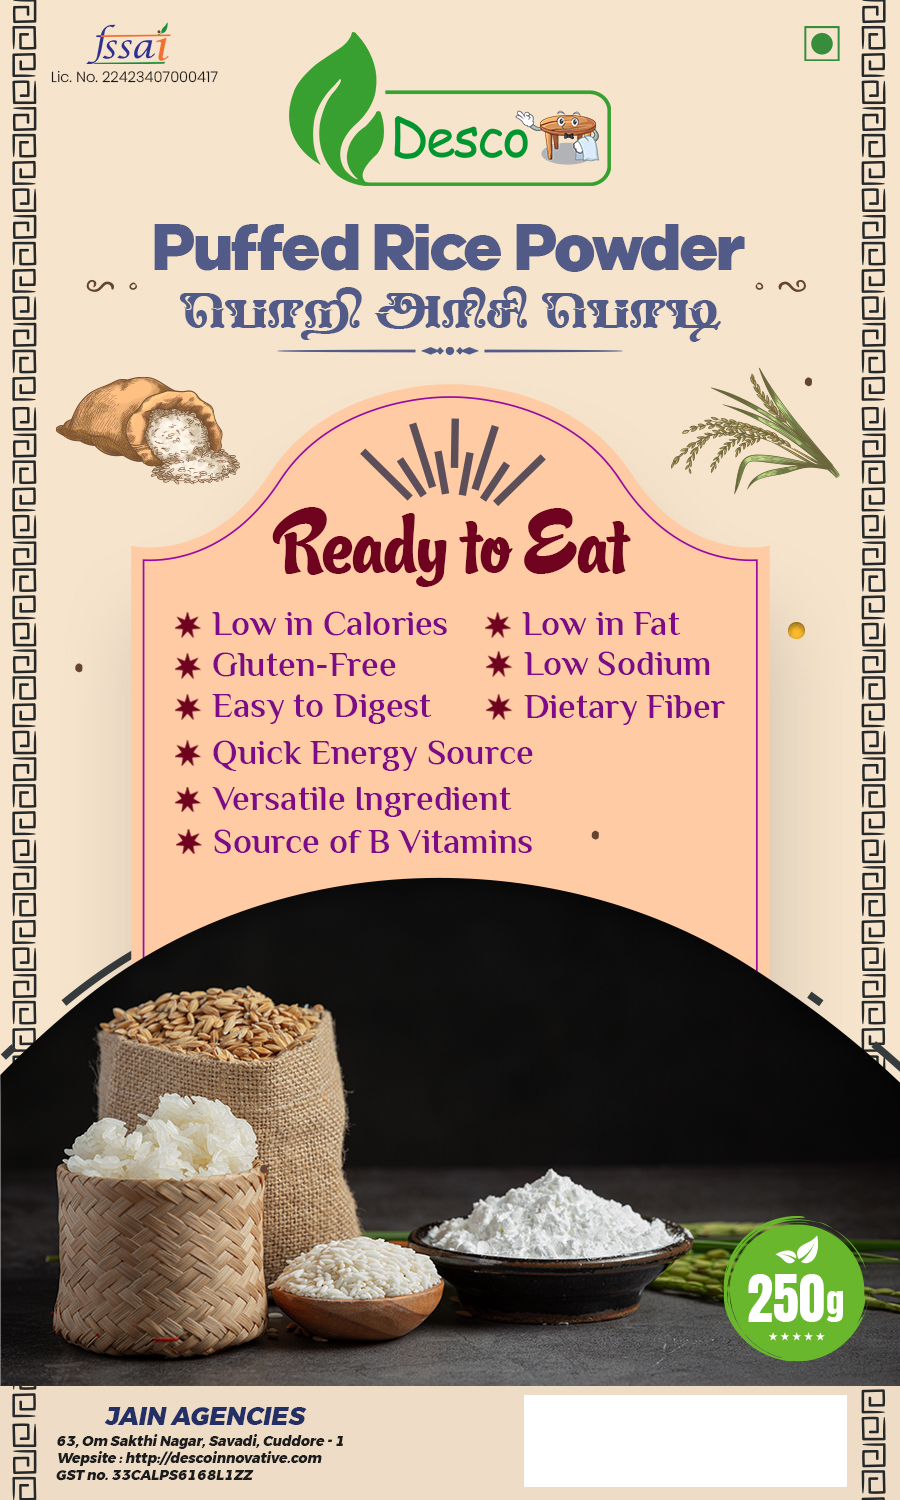 fssai
Lic. No. 22423407000417
Desco
Puffed Rice Powder
பொறி அரிசி பொடி
Ready to Eat
Low in Calories
Low in Fat
Gluten-Free
Low Sodium
Easy to Digest
Dietary Fiber
Quick Energy Source
Versatile Ingredient
Source of B Vitamins
250g
JAIN AGENCIES
63, Om Sakthi Nagar, Savadi, Cuddore - 1
Wepsite : http://descoinnovative.com
GST no. 33CALPS6168L1ZZ